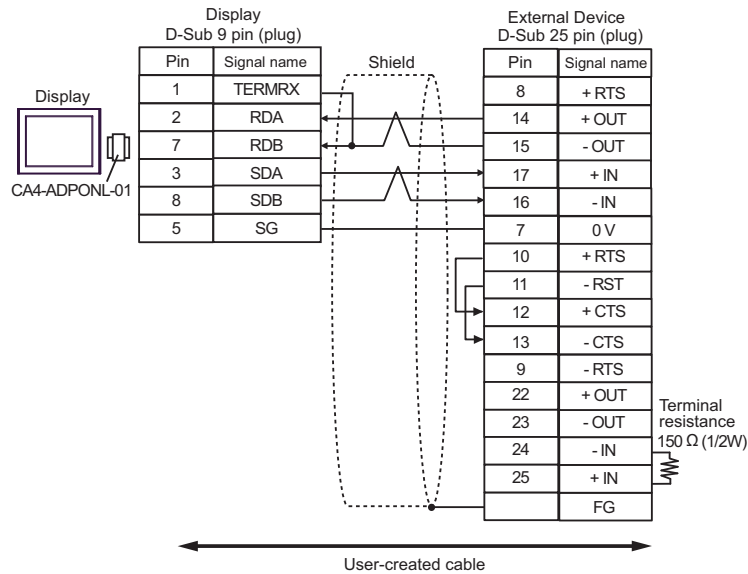 Display
D-Sub 9 pin (plug)
External Device
D-Sub 25 pin (plug)
Pin Signal name
Shield
Pin Signal name
Display
CA4-ADPONL-01
1 TERMRX
2 RDA
7 RDB
3 SDA
8 SDB
5 SG
8 + RTS
14 + OUT
15 - OUT
17 + IN
16 - IN
7 0 V
10 + RTS
11 - RST
12 + CTS
13 - CTS
9 - RTS
22 + OUT
23 - OUT
24 - IN
25 + IN
FG
Terminal
resistance
150 Ω (1/2W)
User-created cable